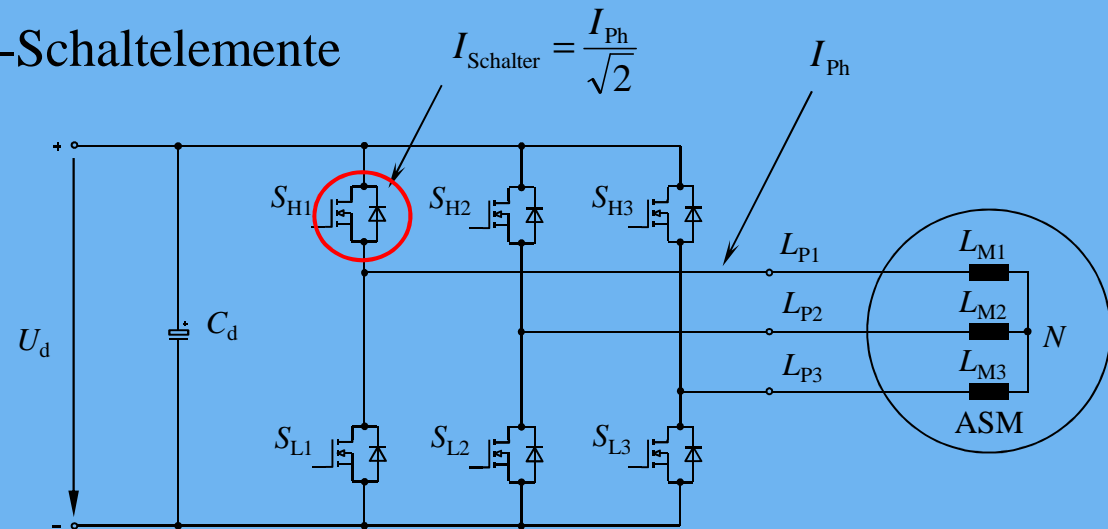 -Schaltelemente
I_Schalter = I_Ph / √2
I_Ph
+
S_H1
S_H2
S_H3
L_P1
L_M1
U_d
+
C_d
L_P2
L_M2
N
L_P3
L_M3
ASM
S_L1
S_L2
S_L3
-